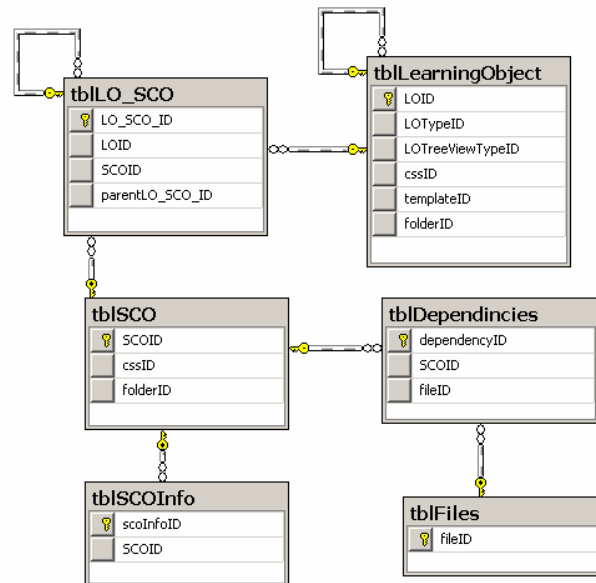 tblLO_SCO
LO_SCO_ID
LOID
SCOID
parentLO_SCO_ID
tblLearningObject
LOID
LOTypeID
LOTreeViewTypeID
cssID
templateID
folderID
tblSCO
SCOID
cssID
folderID
tblDependincies
dependencyID
SCOID
fileID
tblSCOInfo
scoInfoID
SCOID
tblFiles
fileID